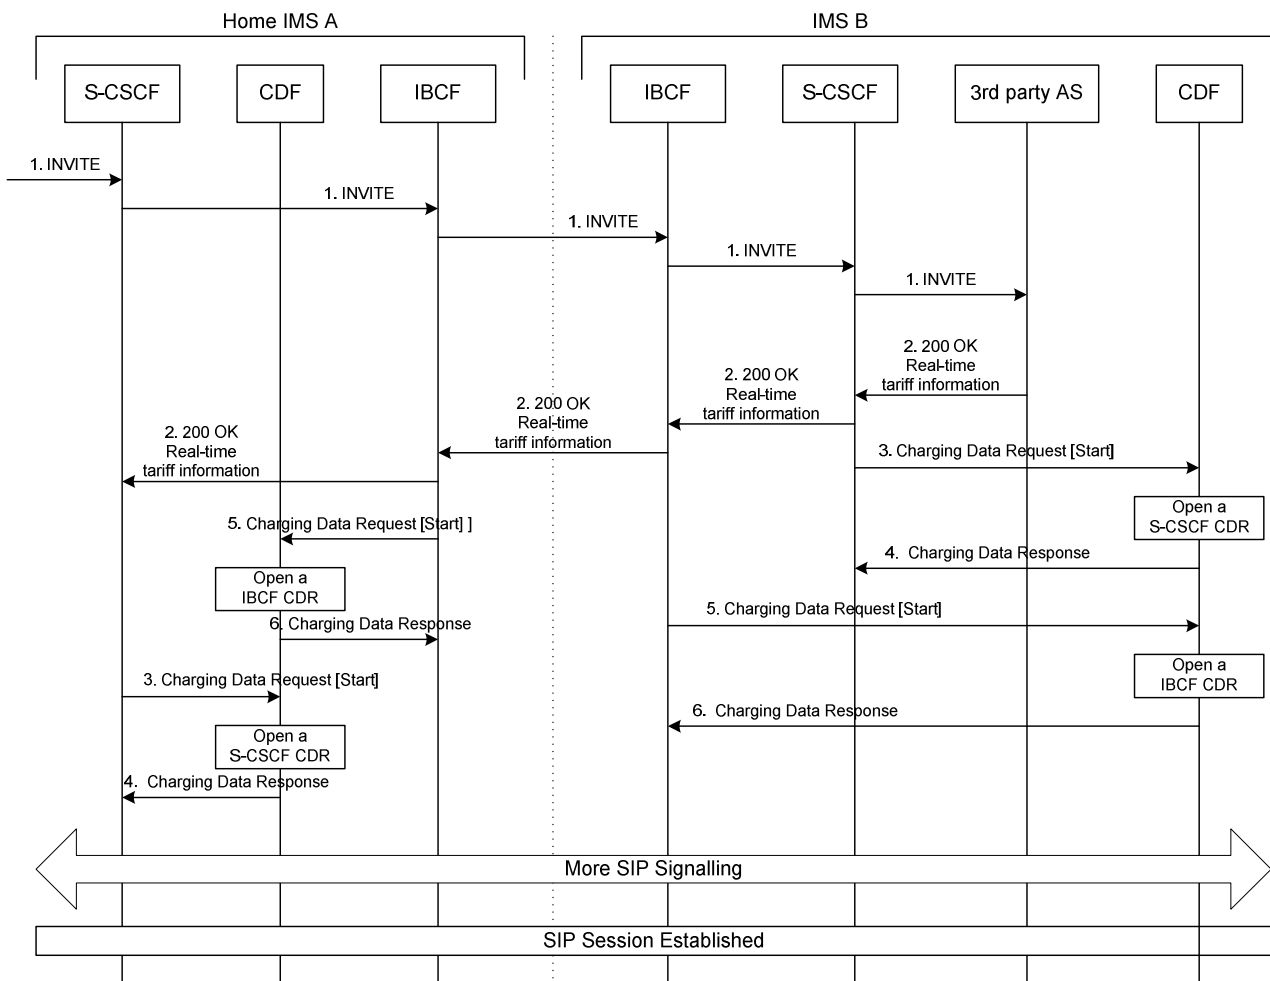 Home IMS A
IMS B
S-CSCF
CDF
IBCF
IBCF
S-CSCF
3rd party AS
CDF
1. INVITE
1. INVITE
1. INVITE
1. INVITE
1. INVITE
2. 200 OK
Real-time
tariff information
2. 200 OK
Real-time
tariff information
2. 200 OK
Real-time
tariff information
2. 200 OK
Real-time
tariff information
3. Charging Data Request [Start]
Open a
S-CSCF CDR
5. Charging Data Request [Start] ]
4. Charging Data Response
Open a
IBCF CDR
5. Charging Data Request [Start]
6. Charging Data Response
Open a
IBCF CDR
3. Charging Data Request [Start]
6. Charging Data Response
Open a
S-CSCF CDR
4. Charging Data Response
More SIP Signalling
SIP Session Established